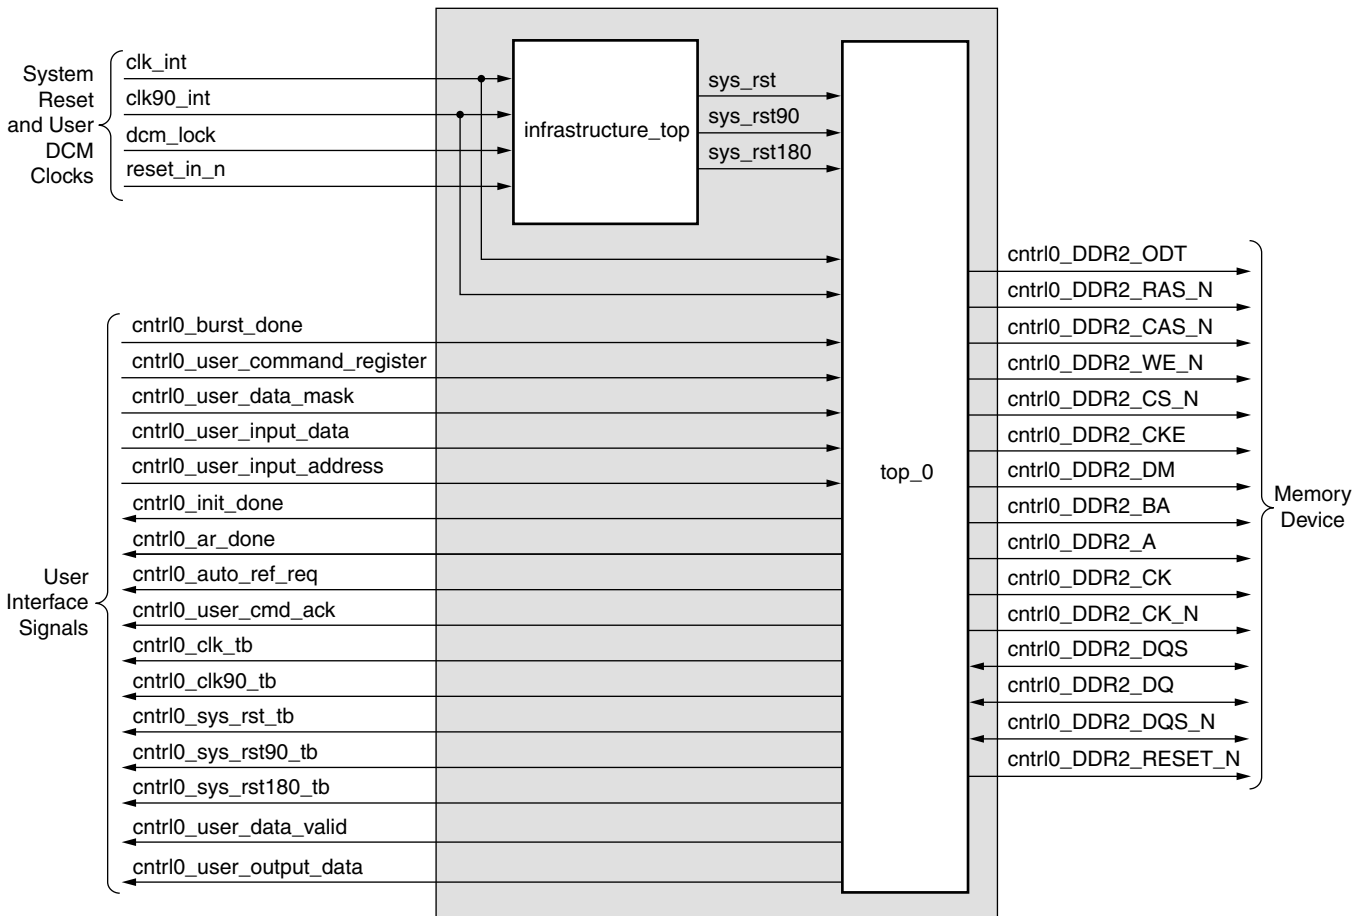 System
Reset
and User
DCM
Clocks
clk_int
clk90_int
dcm_lock
reset_in_n
infrastructure_top
sys_rst
sys_rst90
sys_rst180
User
Interface
Signals
cntrl0_burst_done
cntrl0_user_command_register
cntrl0_user_data_mask
cntrl0_user_input_data
cntrl0_user_input_address
cntrl0_init_done
cntrl0_ar_done
cntrl0_auto_ref_req
cntrl0_user_cmd_ack
cntrl0_clk_tb
cntrl0_clk90_tb
cntrl0_sys_rst_tb
cntrl0_sys_rst90_tb
cntrl0_sys_rst180_tb
cntrl0_user_data_valid
cntrl0_user_output_data
top_0
cntrl0_DDR2_ODT
cntrl0_DDR2_RAS_N
cntrl0_DDR2_CAS_N
cntrl0_DDR2_WE_N
cntrl0_DDR2_CS_N
cntrl0_DDR2_CKE
cntrl0_DDR2_DM
cntrl0_DDR2_BA
cntrl0_DDR2_A
cntrl0_DDR2_CK
cntrl0_DDR2_CK_N
cntrl0_DDR2_DQS
cntrl0_DDR2_DQ
cntrl0_DDR2_DQS_N
cntrl0_DDR2_RESET_N
Memory
Device